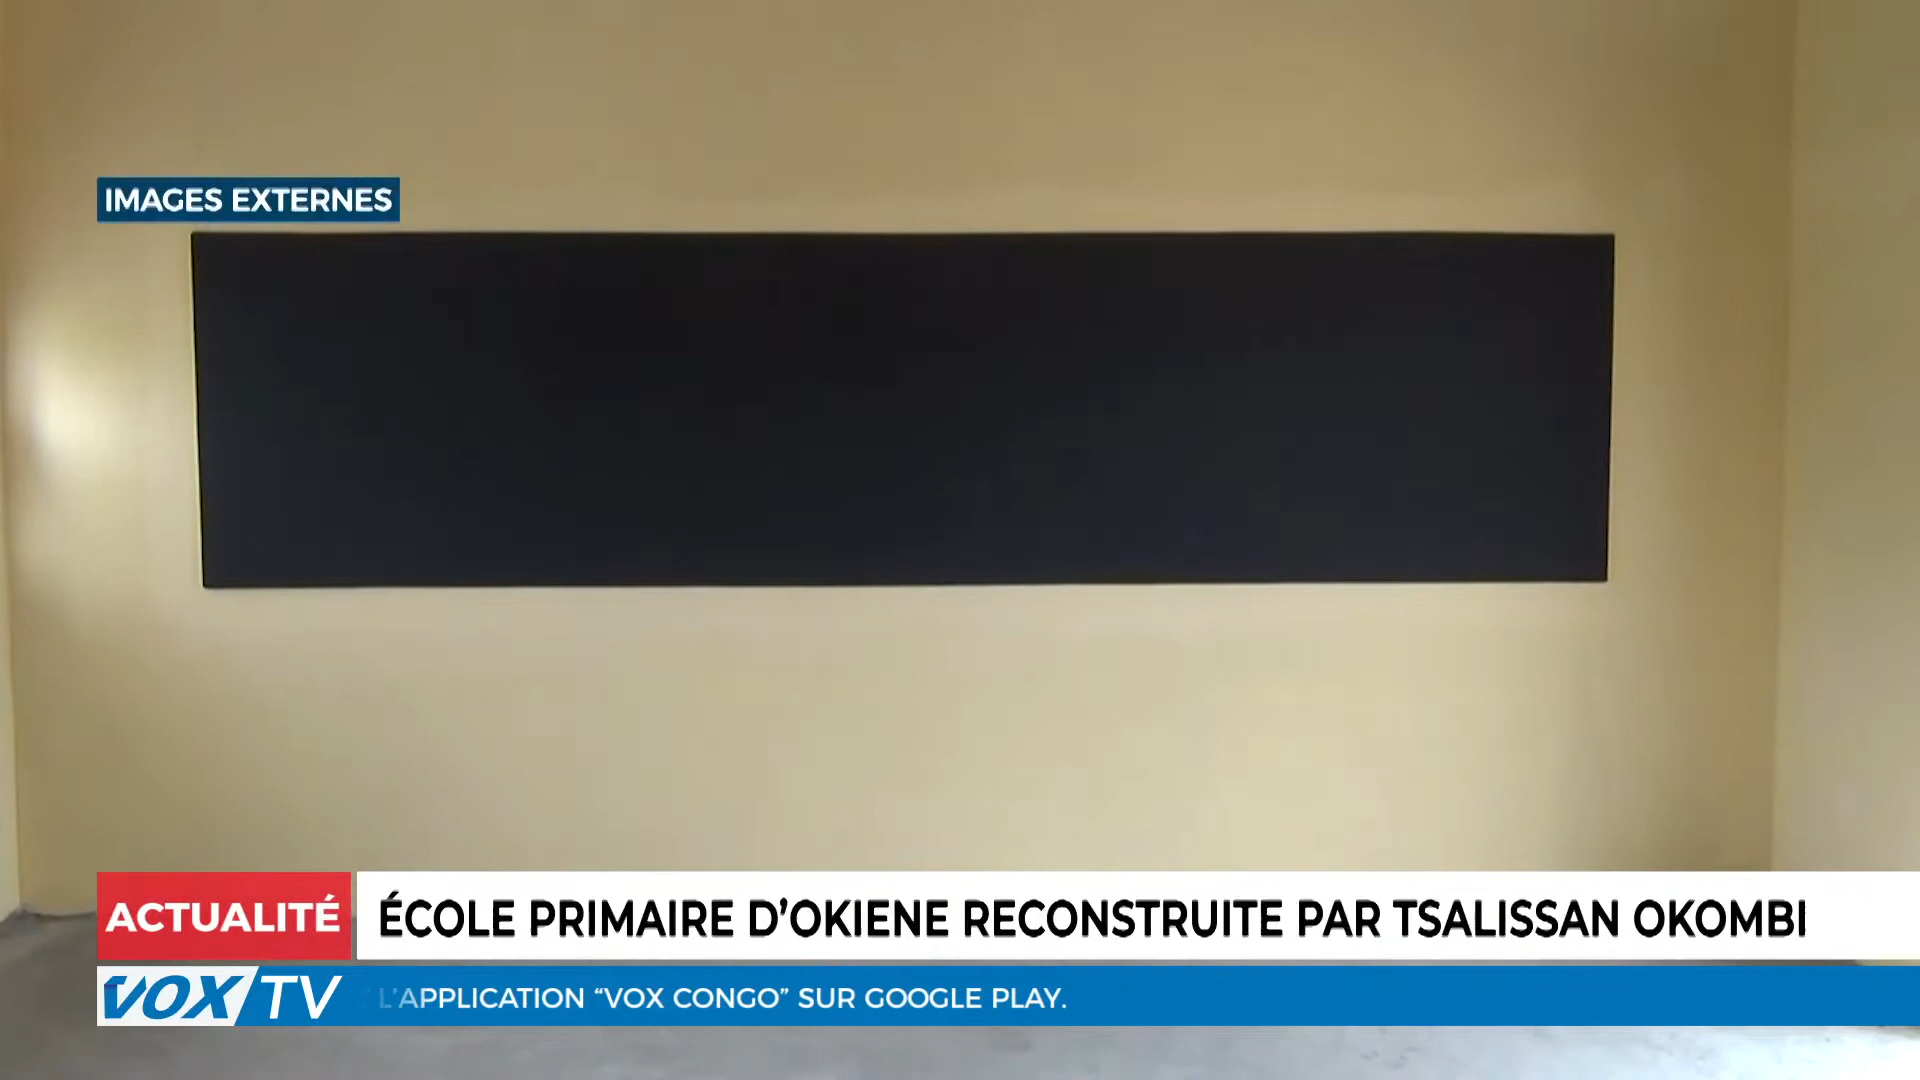 IMAGES EXTERNES
ACTUALITÉ
ÉCOLE PRIMAIRE D’OKIENE RECONSTRUITE PAR TSALISSAN OKOMBI
VOX TV
L’APPLICATION “VOX CONGO” SUR GOOGLE PLAY.